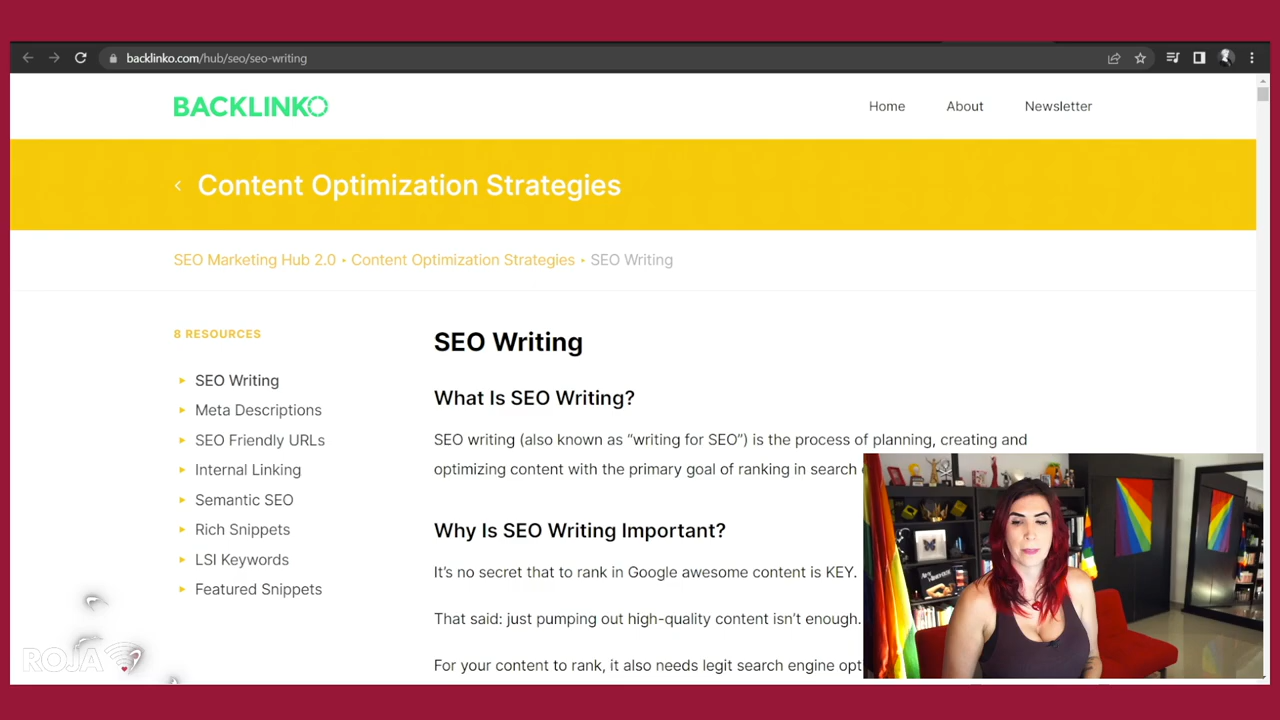 backlinko.com/hub/seo/seo-writing
BACKLINKO
Home About Newsletter
Content Optimization Strategies
SEO Marketing Hub 2.0 • Content Optimization Strategies • SEO Writing
8 RESOURCES
SEO Writing
Meta Descriptions
SEO Friendly URLs
Internal Linking
Semantic SEO
Rich Snippets
LSI Keywords
Featured Snippets
SEO Writing
What Is SEO Writing?
SEO writing (also known as “writing for SEO”) is the process of planning, creating and
optimizing content with the primary goal of ranking in search
Why Is SEO Writing Important?
It’s no secret that to rank in Google awesome content is KEY.
That said: just pumping out high-quality content isn’t enough.
For your content to rank, it also needs legit search engine opt
ROJA